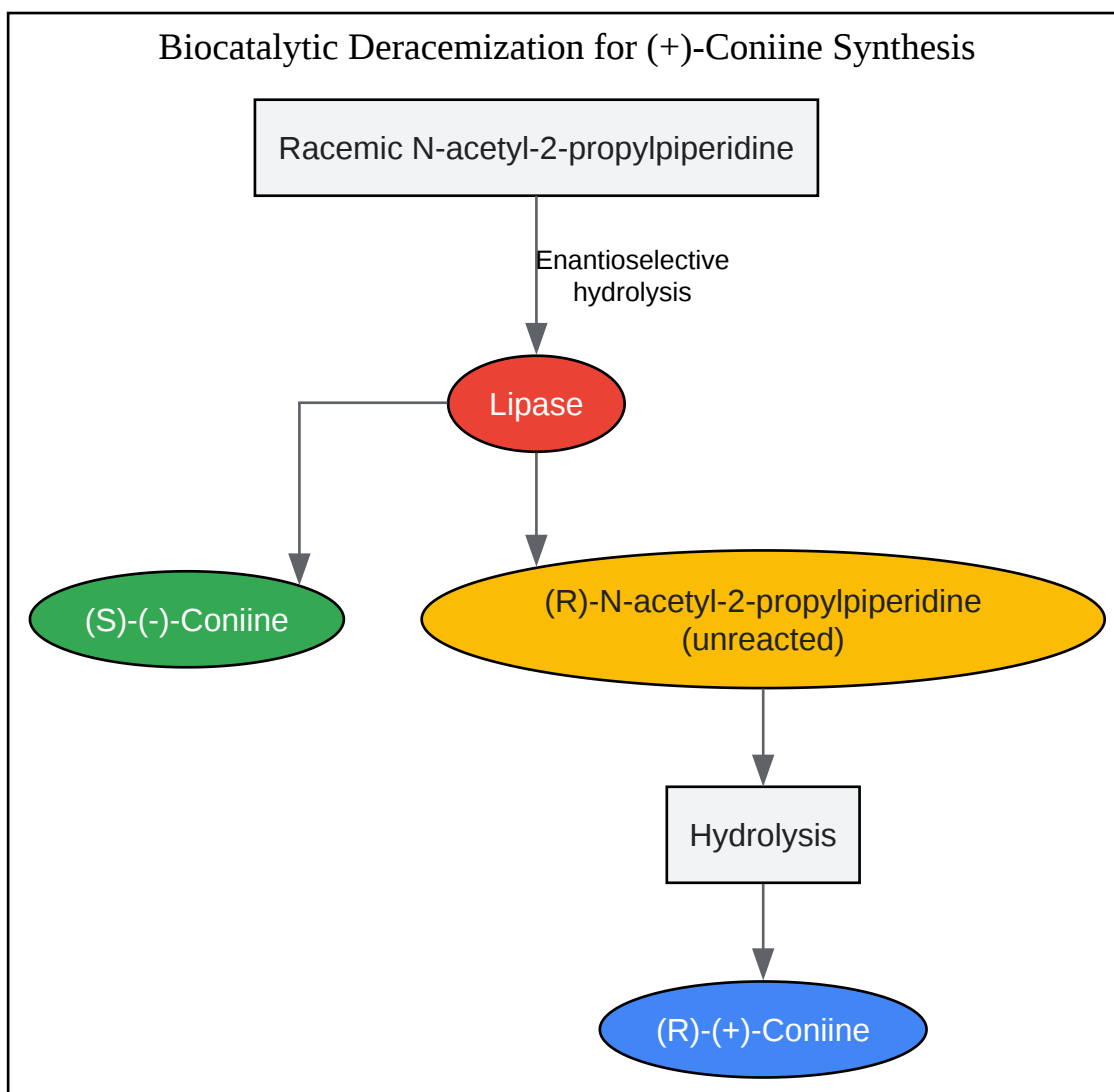 Biocatalytic Deracemization for (+)-Coniine Synthesis
Racemic N-acetyl-2-propylpiperidine
Enantioselective
hydrolysis
Lipase
(S)-(-)-Coniine
(R)-N-acetyl-2-propylpiperidine
(unreacted)
Hydrolysis
(R)-(+)-Coniine